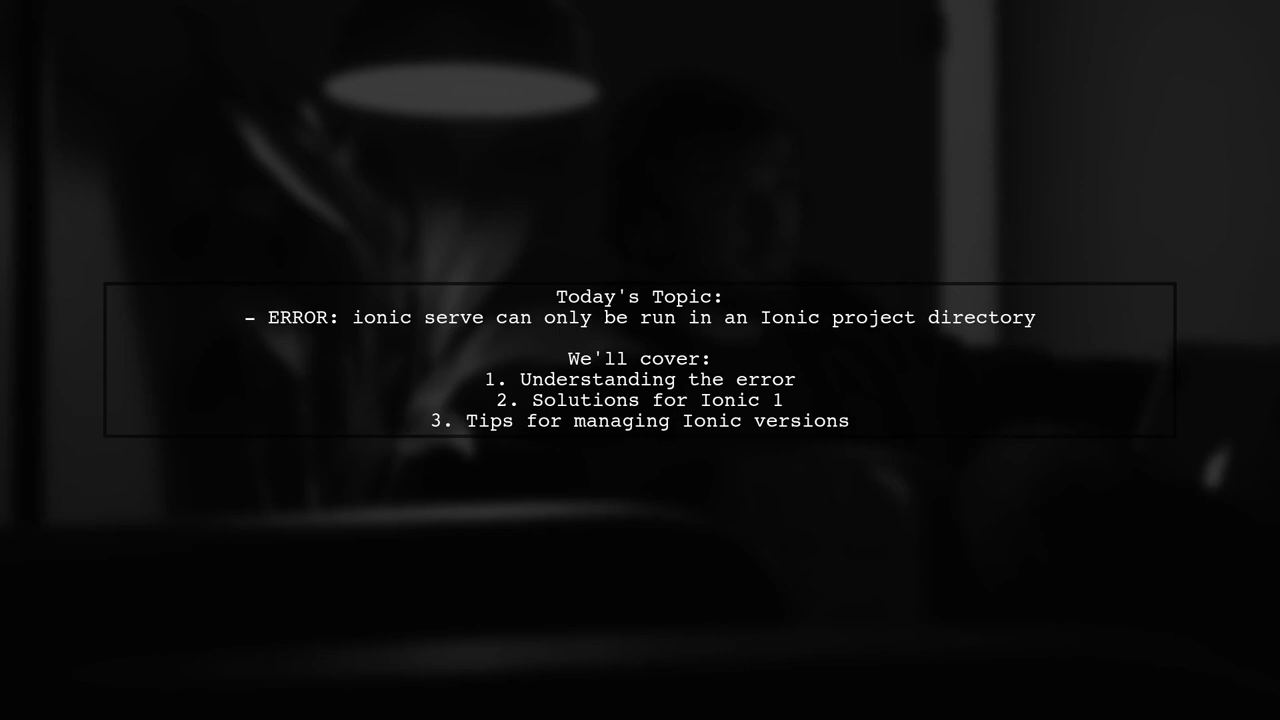 Today's Topic:
- ERROR: ionic serve can only be run in an Ionic project directory
We'll cover:
1. Understanding the error
2. Solutions for Ionic 1
3. Tips for managing Ionic versions